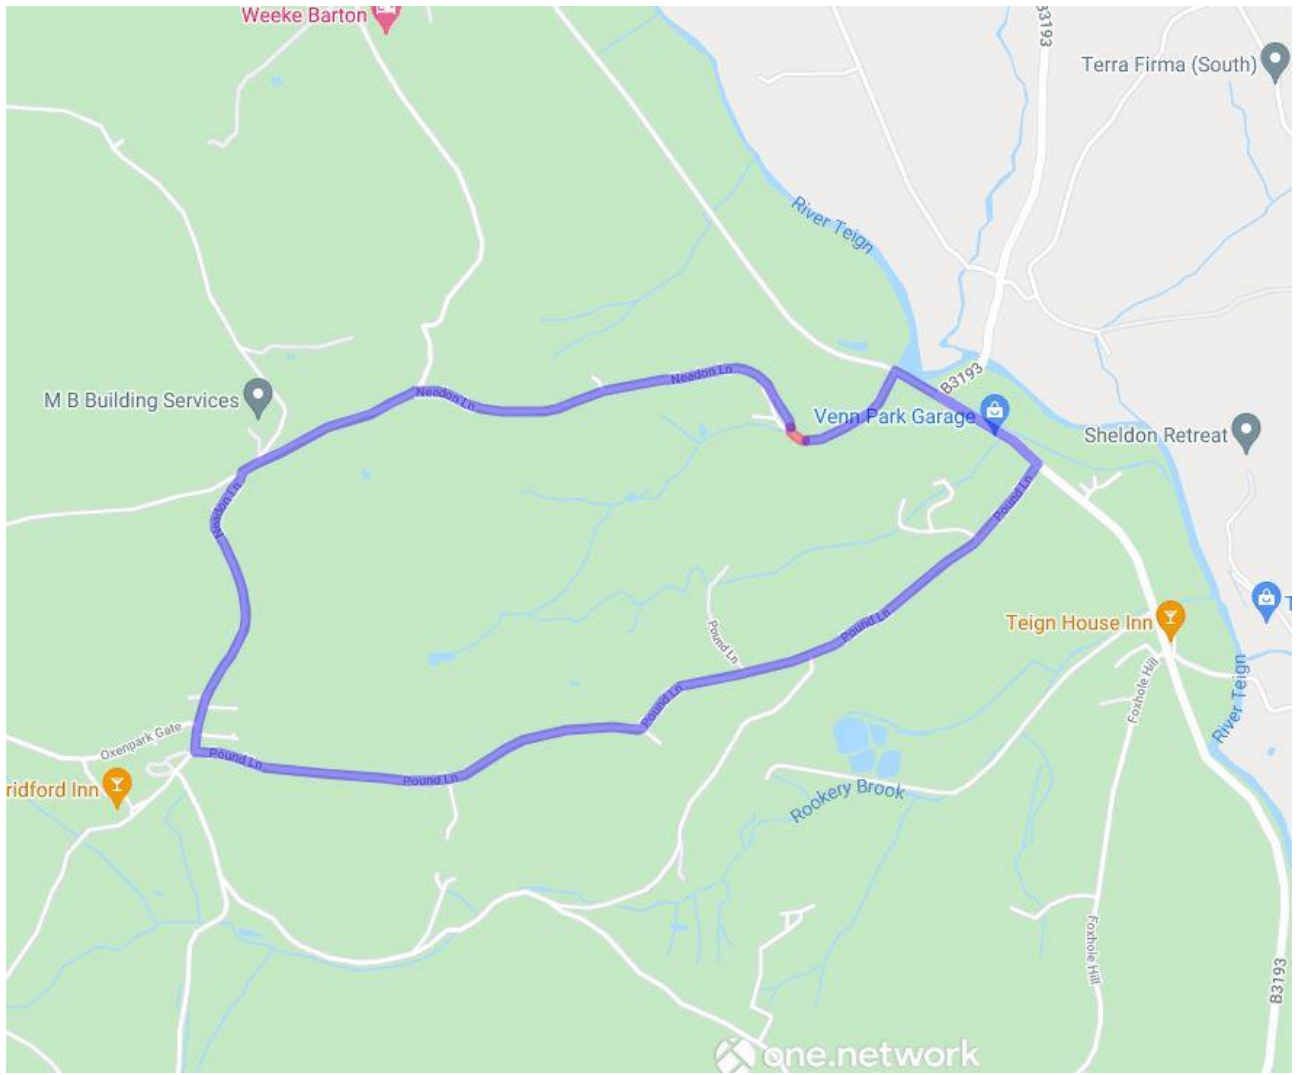 Weeke Barton
B3193
Terra Firma (South)
River Teign
M B Building Services
Neadon Ln
Neadon Ln
B3193
Venn Park Garage
Sheldon Retreat
Neadon Ln
Pound Ln
T
Teign House Inn
Pound Ln
Pound Ln
Foxhole Hill
River Teign
Pound Ln
Oxenpark Gate
Pound Ln
Pound Ln
ridford Inn
Rookery Brook
Foxhole Hill
B3193
one.network